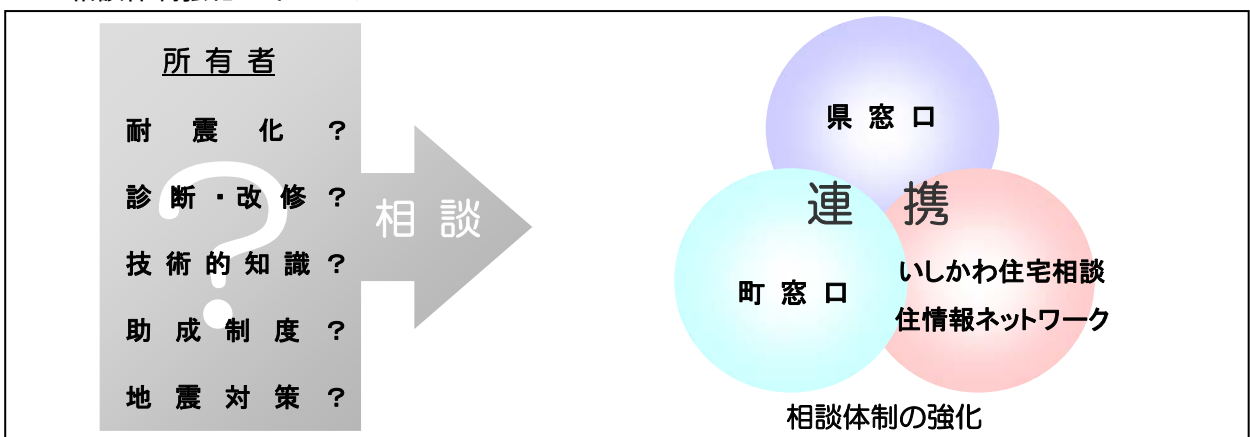 所有者
耐震化？
診断・改修？
技術的知識？
助成制度？
地震対策？
？
相談
県窓口
連携
町窓口
いしかわ住宅相談
住情報ネットワーク
相談体制の強化